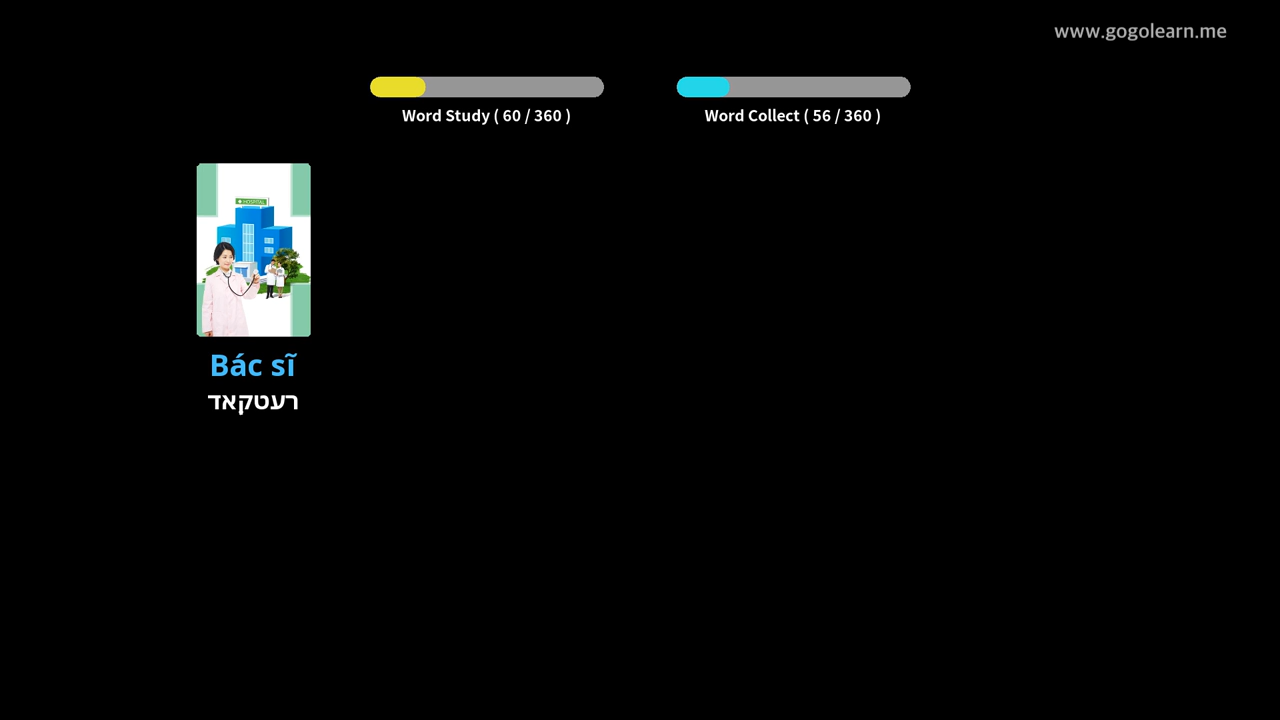 www.gogolearn.me
Word Study ( 60 / 360 )
Word Collect ( 56 / 360 )
HOSPITAL
Bác sĩ
רעטקאד